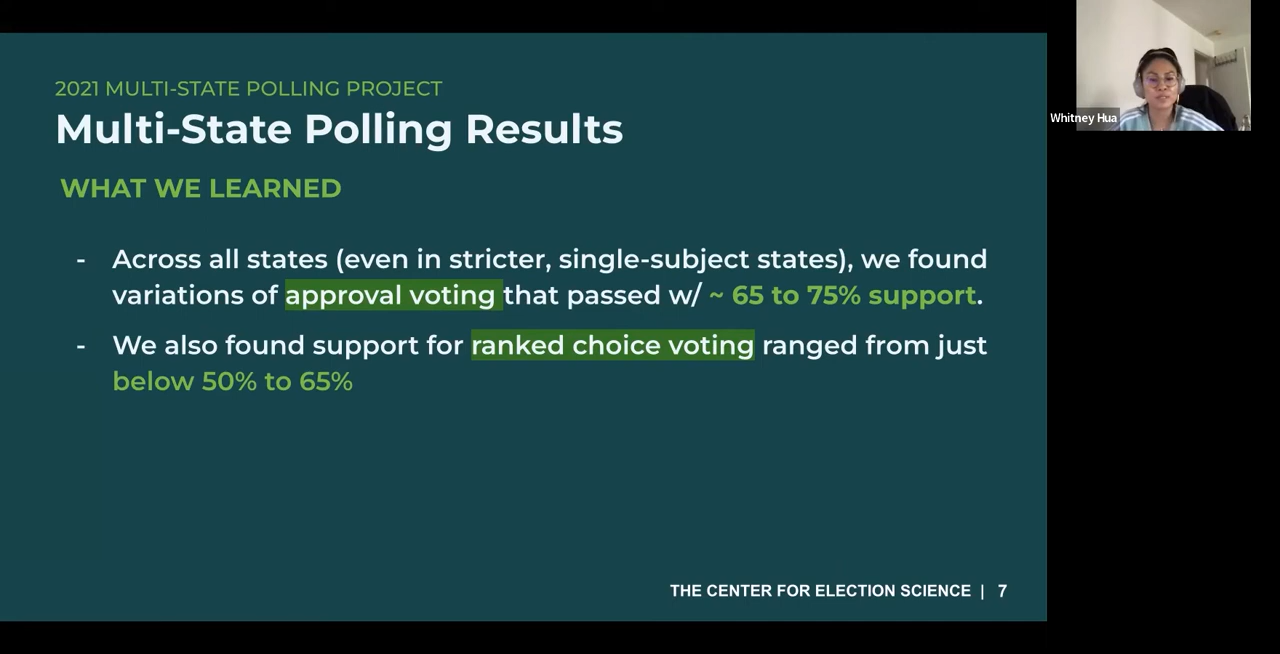 2021 MULTI-STATE POLLING PROJECT
Multi-State Polling Results
WHAT WE LEARNED
- Across all states (even in stricter, single-subject states), we found
variations of approval voting that passed w/ ~ 65 to 75% support.
- We also found support for ranked choice voting ranged from just
below 50% to 65%
THE CENTER FOR ELECTION SCIENCE | 7
Whitney Hua